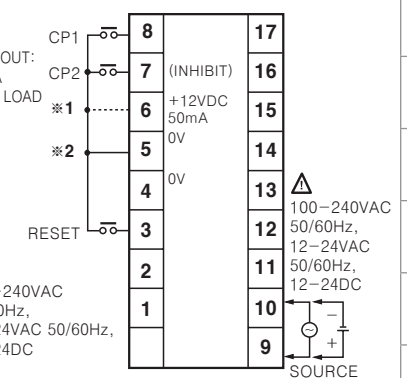 CP1
8
17
OUT:
CP2
7
(INHIBIT)
16
LOAD
※1
6
+12VDC
50mA
15
※2
5
0V
14
4
0V
13
100-240VAC
50/60Hz,
12-24VAC
50/60Hz,
12-24DC
RESET
3
12
2
11
-240VAC
0Hz,
24VAC 50/60Hz,
24DC
1
10
9
- 
+
SOURCE